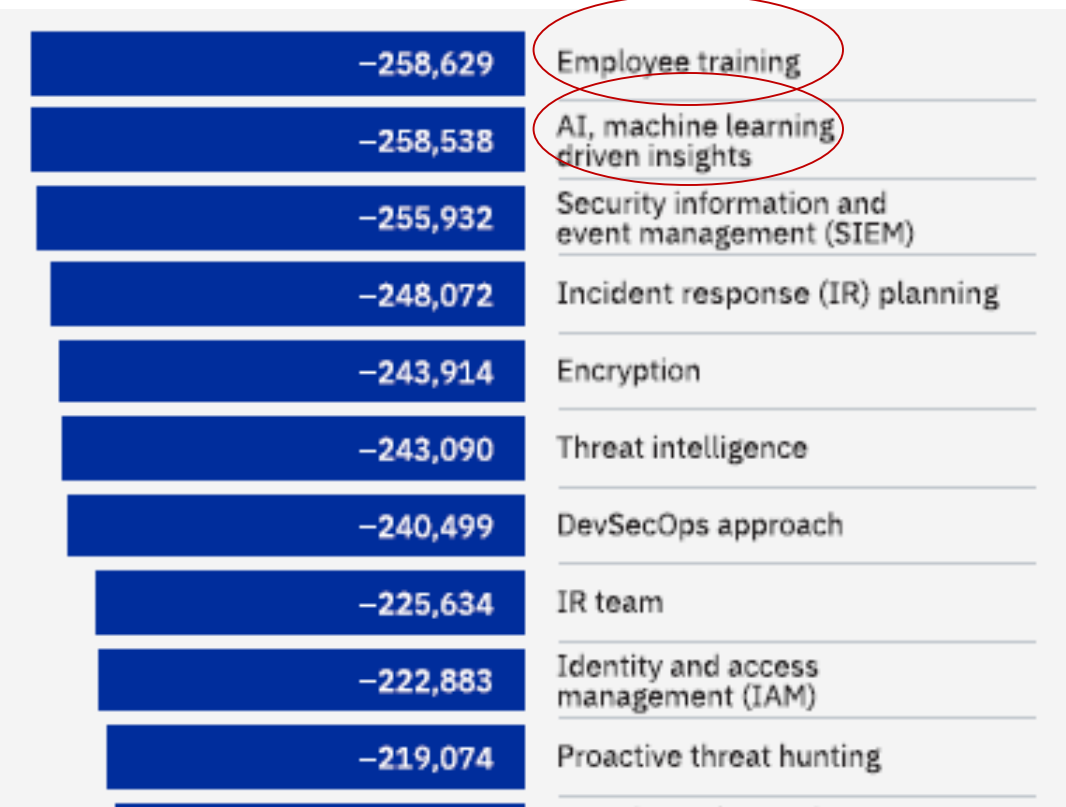 –258,629 Employee training
–258,538 AI, machine learning
driven insights
–255,932 Security information and
event management (SIEM)
–248,072 Incident response (IR) planning
–243,914 Encryption
–243,090 Threat intelligence
–240,499 DevSecOps approach
–225,634 IR team
–222,883 Identity and access
management (IAM)
–219,074 Proactive threat hunting